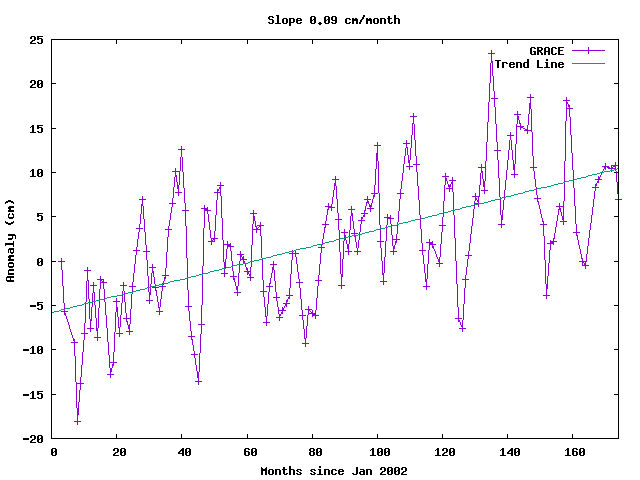 Slope 0.09 cm/month
25
20
15
10
5
0
-5
-10
-15
-20
Anomaly (cm)
GRACE
Trend Line
0 20 40 60 80 100 120 140 160
Months since Jan 2002